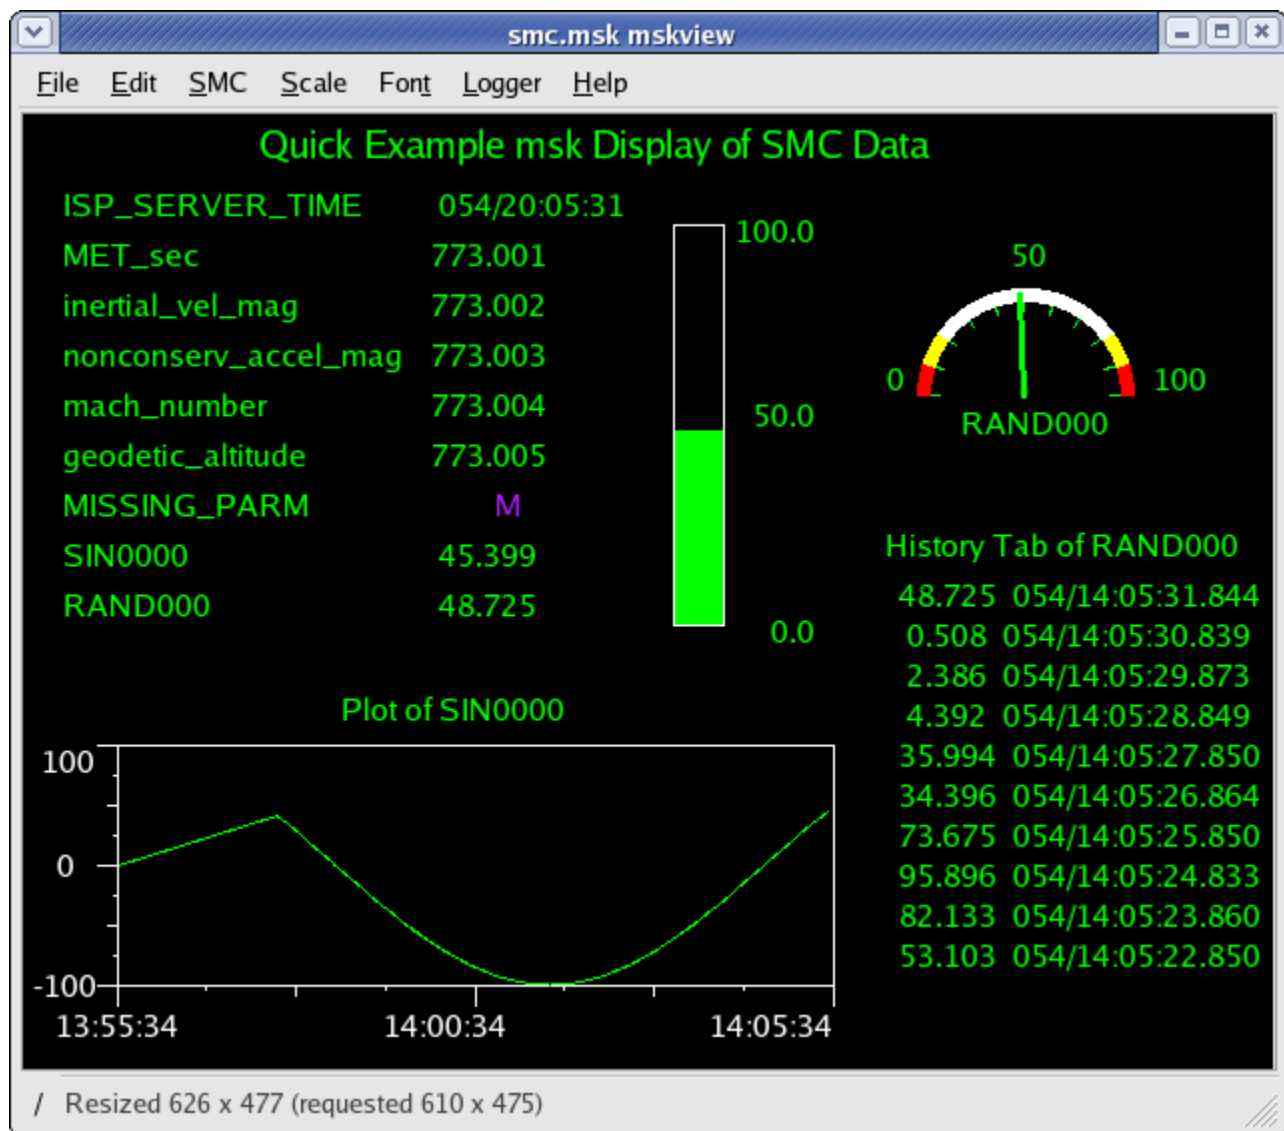 smc.msk mskview
File Edit SMC Scale Font Logger Help
Quick Example msk Display of SMC Data
ISP_SERVER_TIME 054/20:05:31
MET_sec 773.001
inertial_vel_mag 773.002
nonconserv_accel_mag 773.003
mach_number 773.004
geodetic_altitude 773.005
MISSING_PARM M
SIN0000 45.399
RAND000 48.725
100.0
50.0
0.0
50
0 100
RAND000
History Tab of RAND000
48.725 054/14:05:31.844
0.508 054/14:05:30.839
2.386 054/14:05:29.873
4.392 054/14:05:28.849
35.994 054/14:05:27.850
34.396 054/14:05:26.864
73.675 054/14:05:25.850
95.896 054/14:05:24.833
82.133 054/14:05:23.860
53.103 054/14:05:22.850
Plot of SIN0000
100
0
-100
13:55:34 14:00:34 14:05:34
/ Resized 626 x 477 (requested 610 x 475)